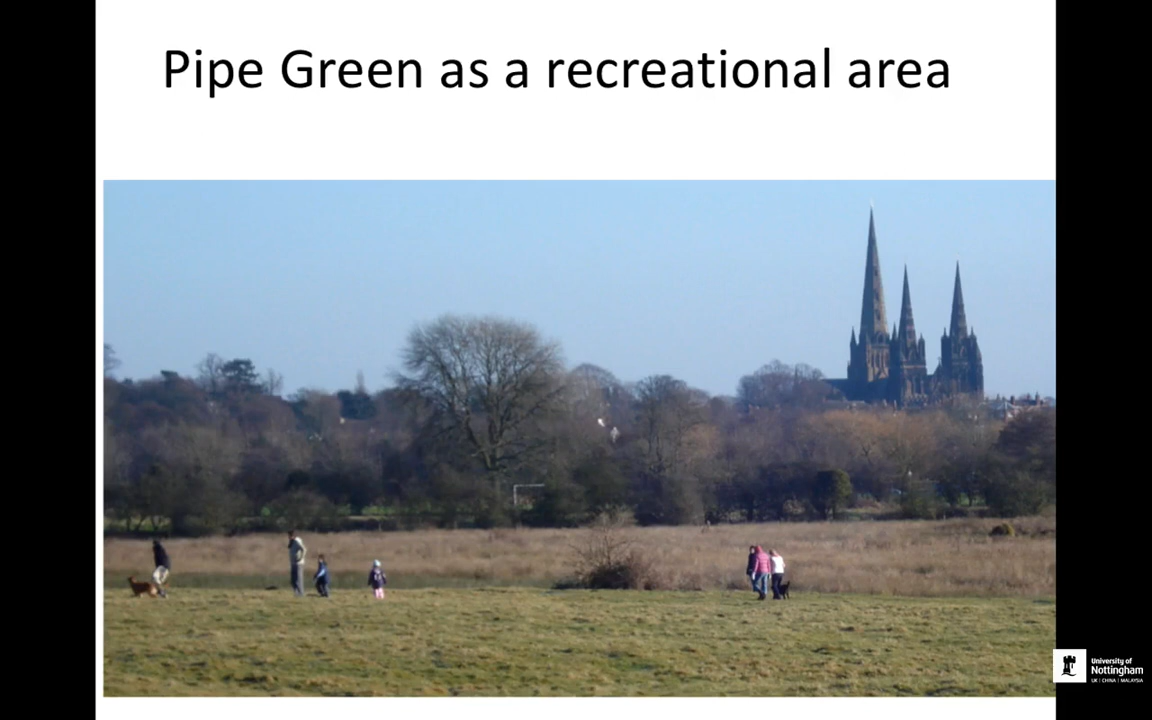 Pipe Green as a recreational area
University of
Nottingham
UK | CHINA | MALAYSIA